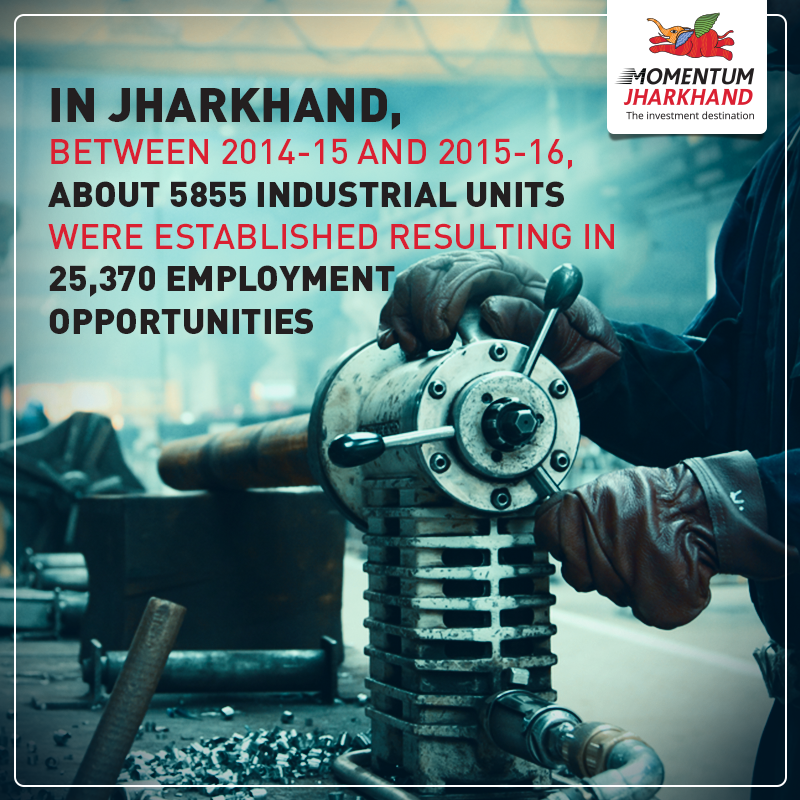 MOMENTUM
JHARKHAND
The investment destination
IN JHARKHAND,
BETWEEN 2014-15 AND 2015-16,
ABOUT 5855 INDUSTRIAL UNITS
WERE ESTABLISHED RESULTING IN
25,370 EMPLOYMENT
OPPORTUNITIES